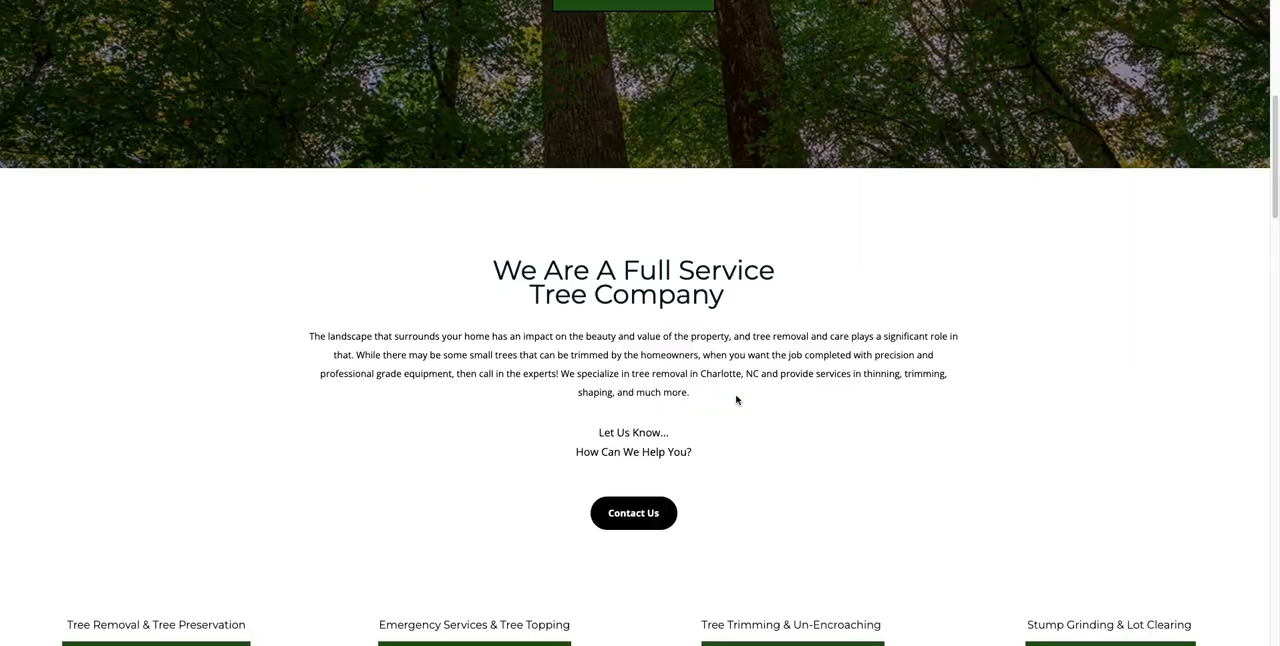 We Are A Full Service
Tree Company
The landscape that surrounds your home has an impact on the beauty and value of the property, and tree removal and care plays a significant role in
that. While there may be some small trees that can be trimmed by the homeowners, when you want the job completed with precision and
professional grade equipment, then call in the experts! We specialize in tree removal in Charlotte, NC and provide services in thinning, trimming,
shaping, and much more.
Let Us Know...
How Can We Help You?
Contact Us
Tree Removal & Tree Preservation
Emergency Services & Tree Topping
Tree Trimming & Un-Encroaching
Stump Grinding & Lot Clearing